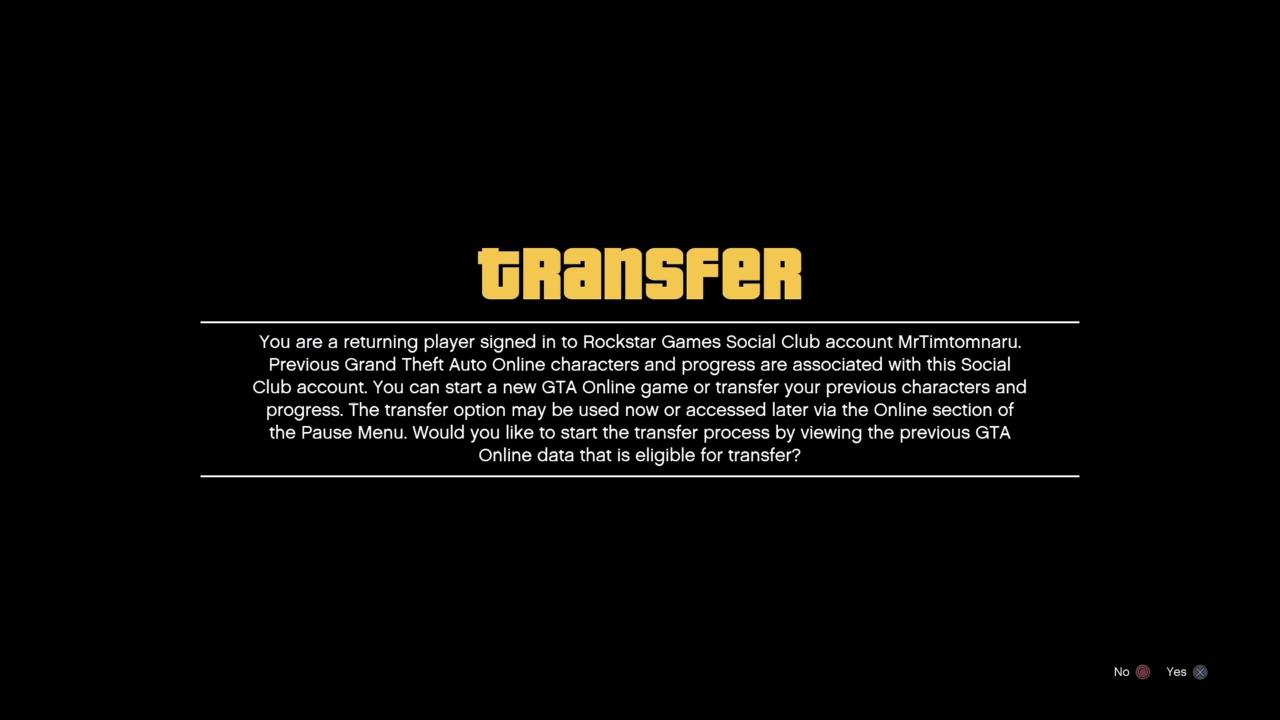 transfer
You are a returning player signed in to Rockstar Games Social Club account MrTimtomnaru.
Previous Grand Theft Auto Online characters and progress are associated with this Social
Club account. You can start a new GTA Online game or transfer your previous characters and
progress. The transfer option may be used now or accessed later via the Online section of
the Pause Menu. Would you like to start the transfer process by viewing the previous GTA
Online data that is eligible for transfer?
No Yes